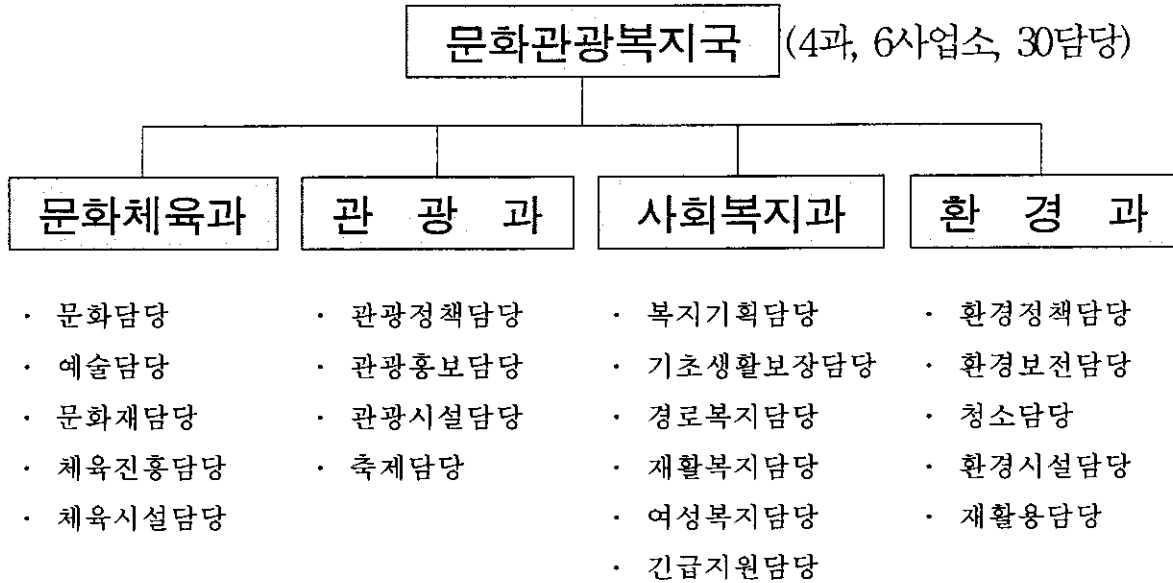 문화관광복지국 (4과, 6사업소, 30담당)
문화체육과
· 문화담당
· 예술담당
· 문화재담당
· 체육진흥담당
· 체육시설담당
관 광 과
· 관광정책담당
· 관광홍보담당
· 관광시설담당
· 축제담당
사회복지과
· 복지기획담당
· 기초생활보장담당
· 경로복지담당
· 재활복지담당
· 여성복지담당
· 긴급지원담당
환 경 과
· 환경정책담당
· 환경보전담당
· 청소담당
· 환경시설담당
· 재활용담당